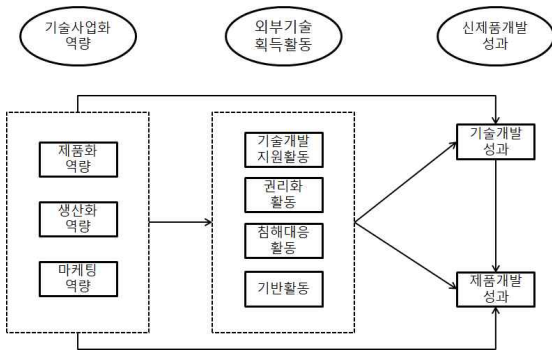 기술사업화
역량
외부기술
획득활동
신제품개발
성과
제품화
역량
생산화
역량
마케팅
역량
기술개발
지원활동
권리화
활동
침해대응
활동
기반활동
기술개발
성과
제품개발
성과